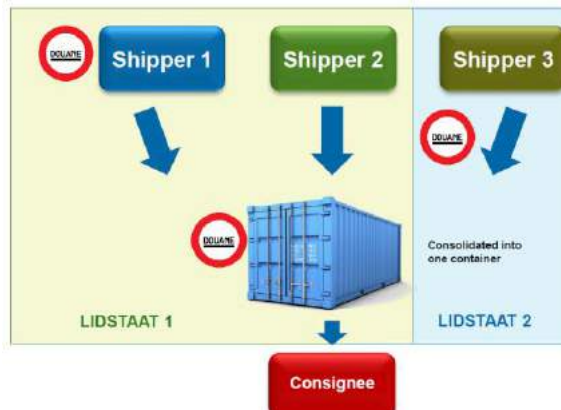 DOUANE
Shipper 1
Shipper 2
Shipper 3
DOUANE
DOUANE
Consolidated into
one container
LIDSTAAT 1
LIDSTAAT 2
Consignee